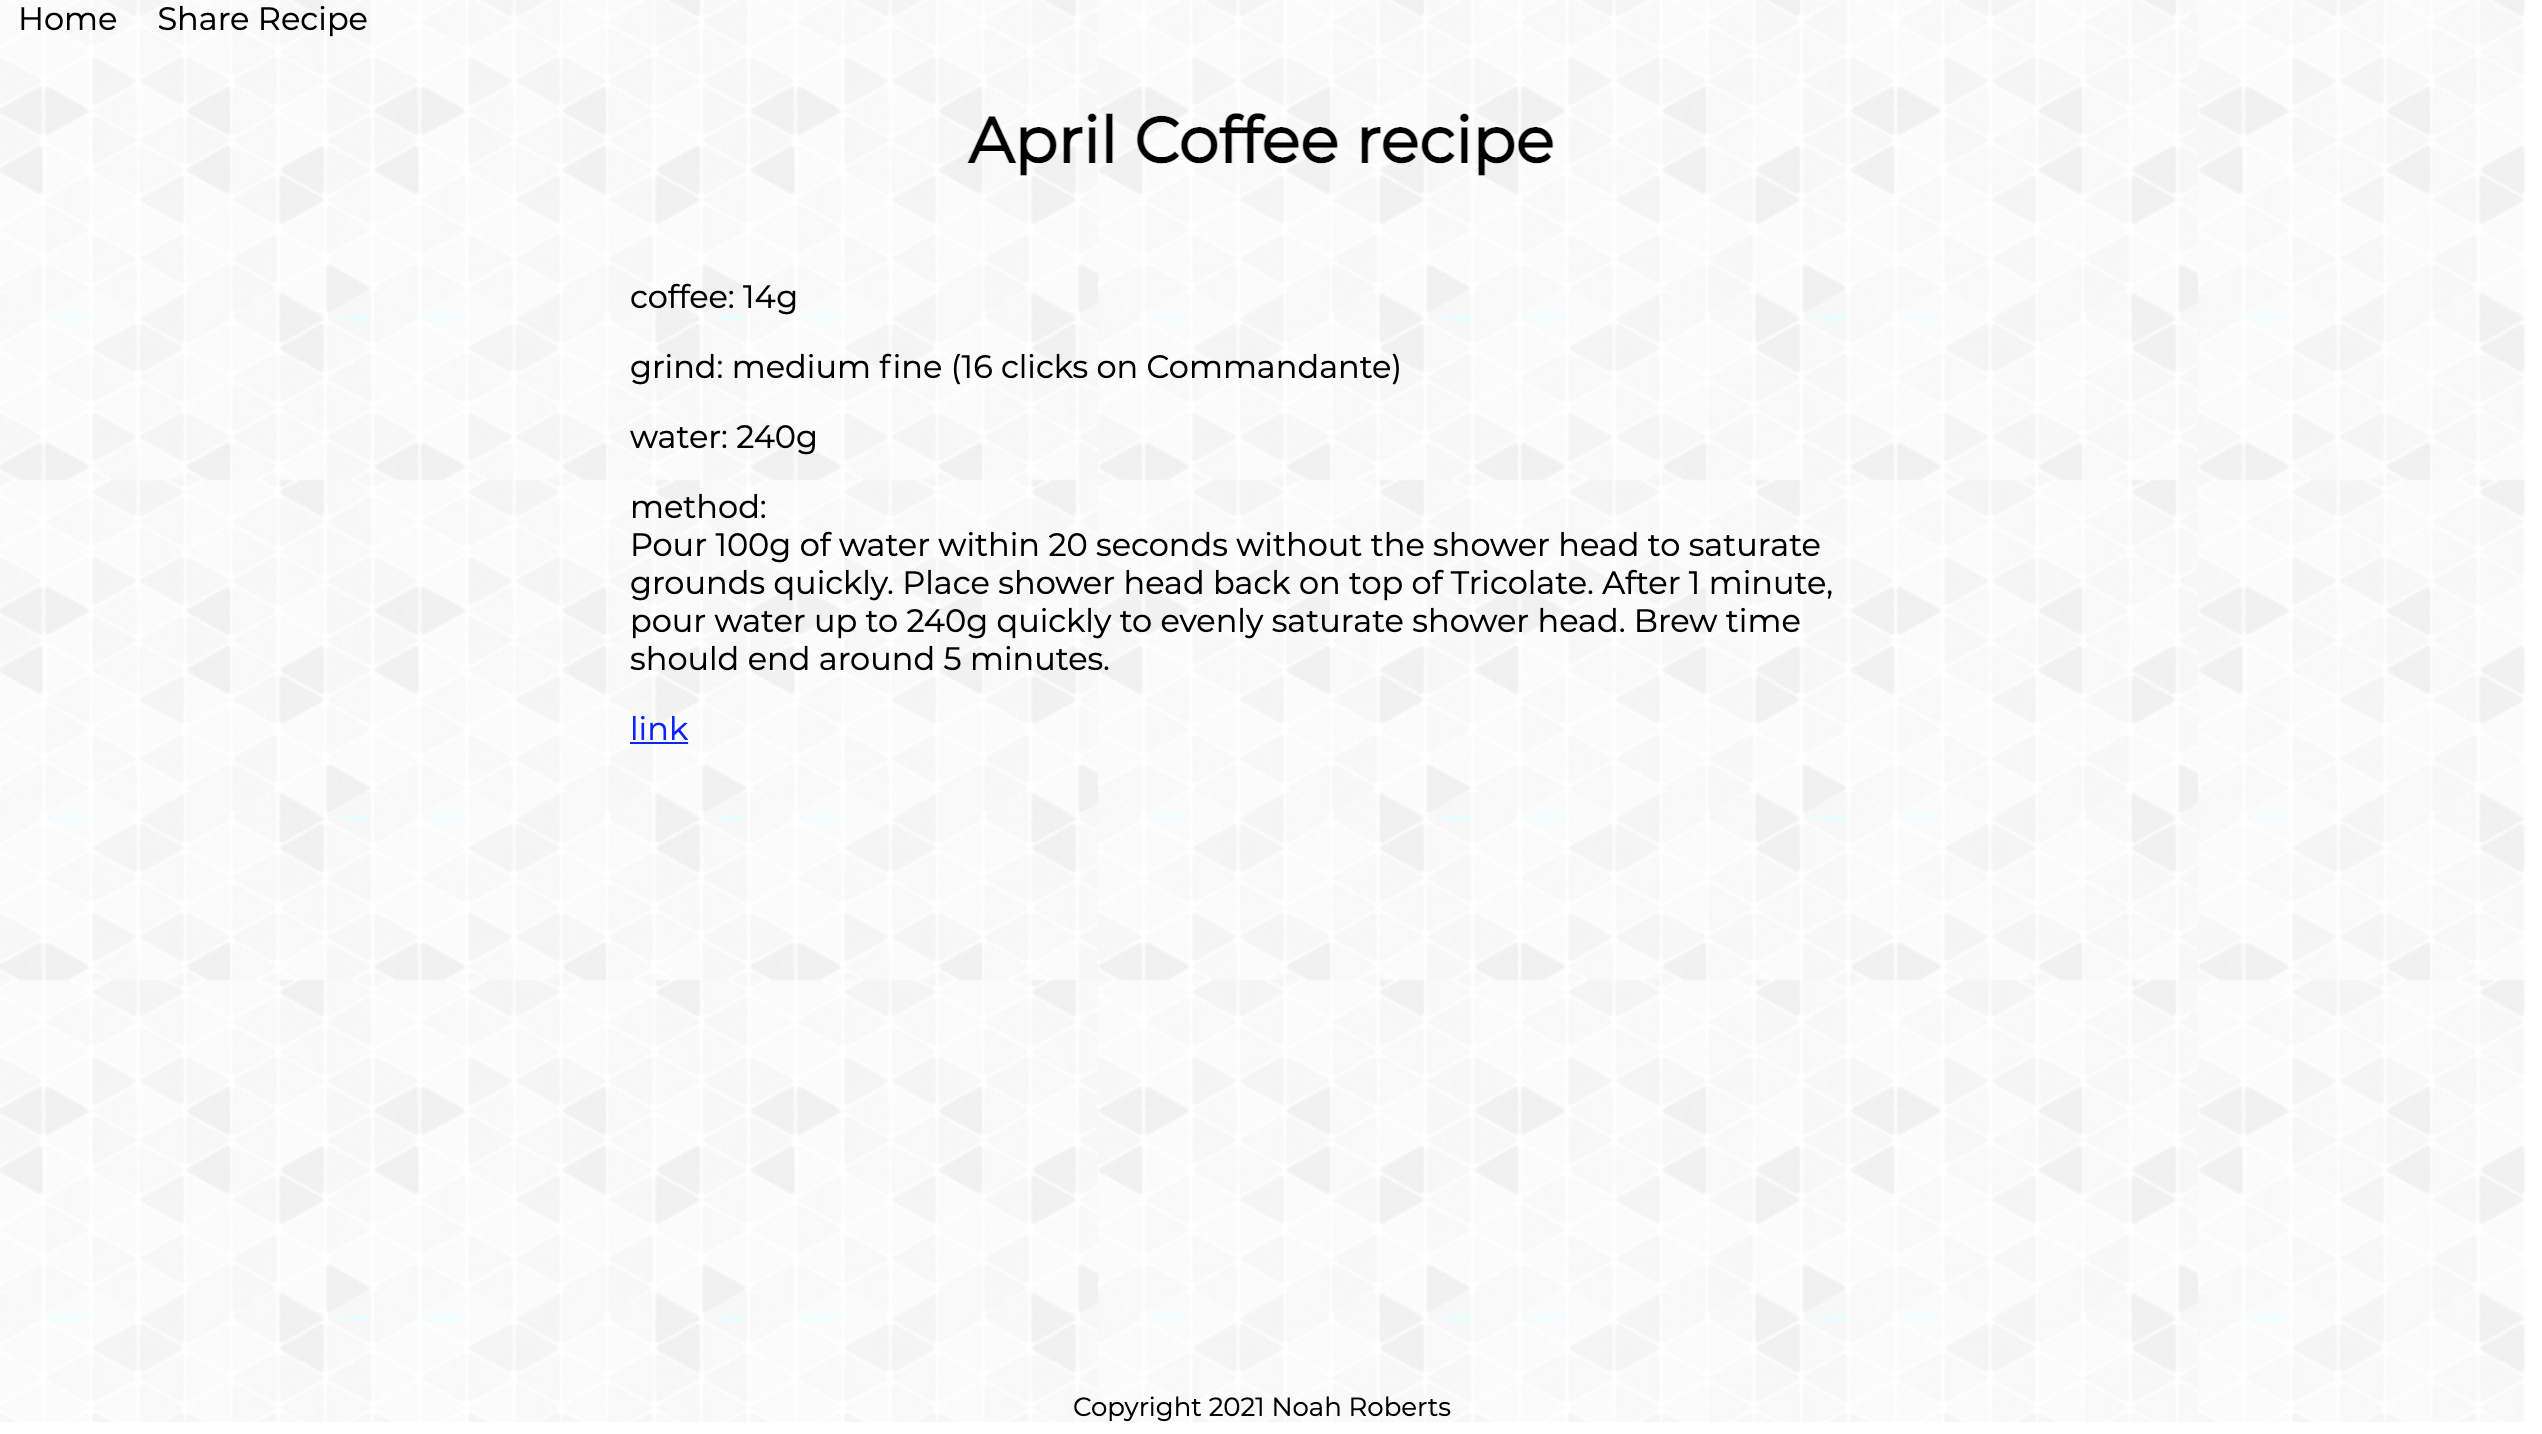 Home Share Recipe
April Coffee recipe
coffee: 14g
grind: medium fine (16 clicks on Commandante)
water: 240g
method:
Pour 100g of water within 20 seconds without the shower head to saturate
grounds quickly. Place shower head back on top of Tricolate. After 1 minute,
pour water up to 240g quickly to evenly saturate shower head. Brew time
should end around 5 minutes.
link
Copyright 2021 Noah Roberts